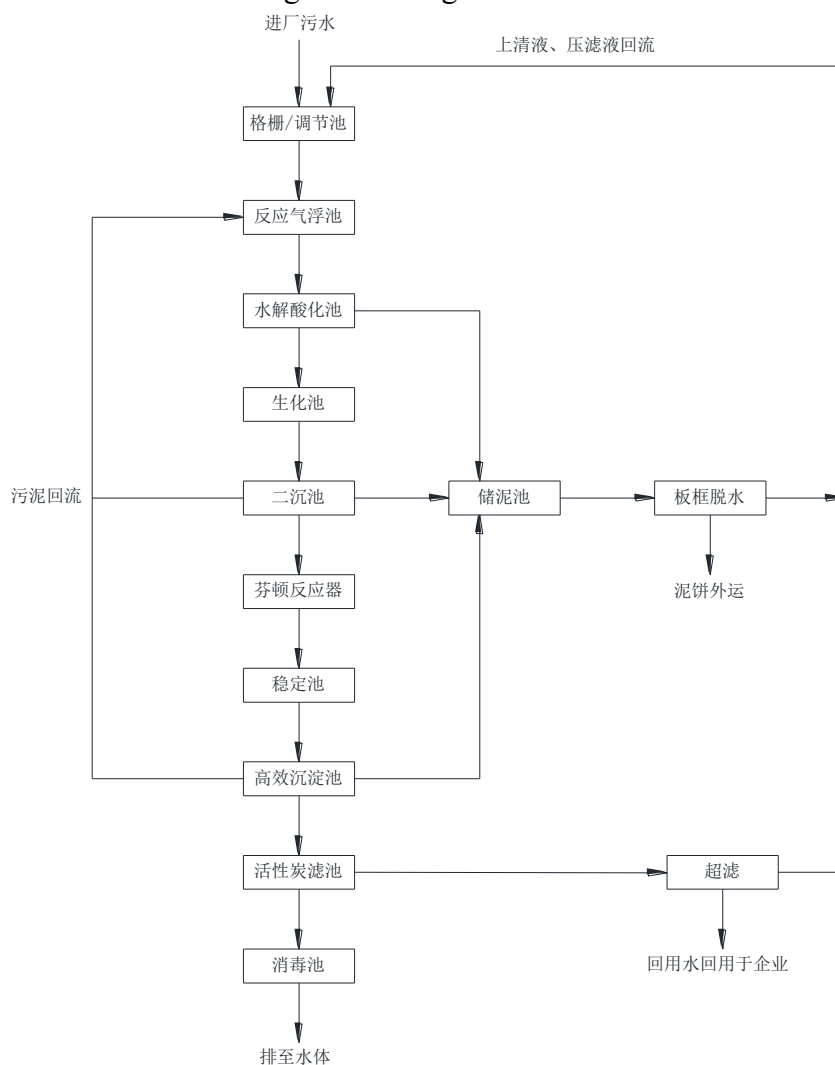 进厂污水
上清液、压滤液回流
格栅/调节池
反应气浮池
水解酸化池
生化池
污泥回流
二沉池
储泥池
板框脱水
芬顿反应器
泥饼外运
稳定池
高效沉淀池
活性炭滤池
超滤
消毒池
回用水回用于企业
排至水体